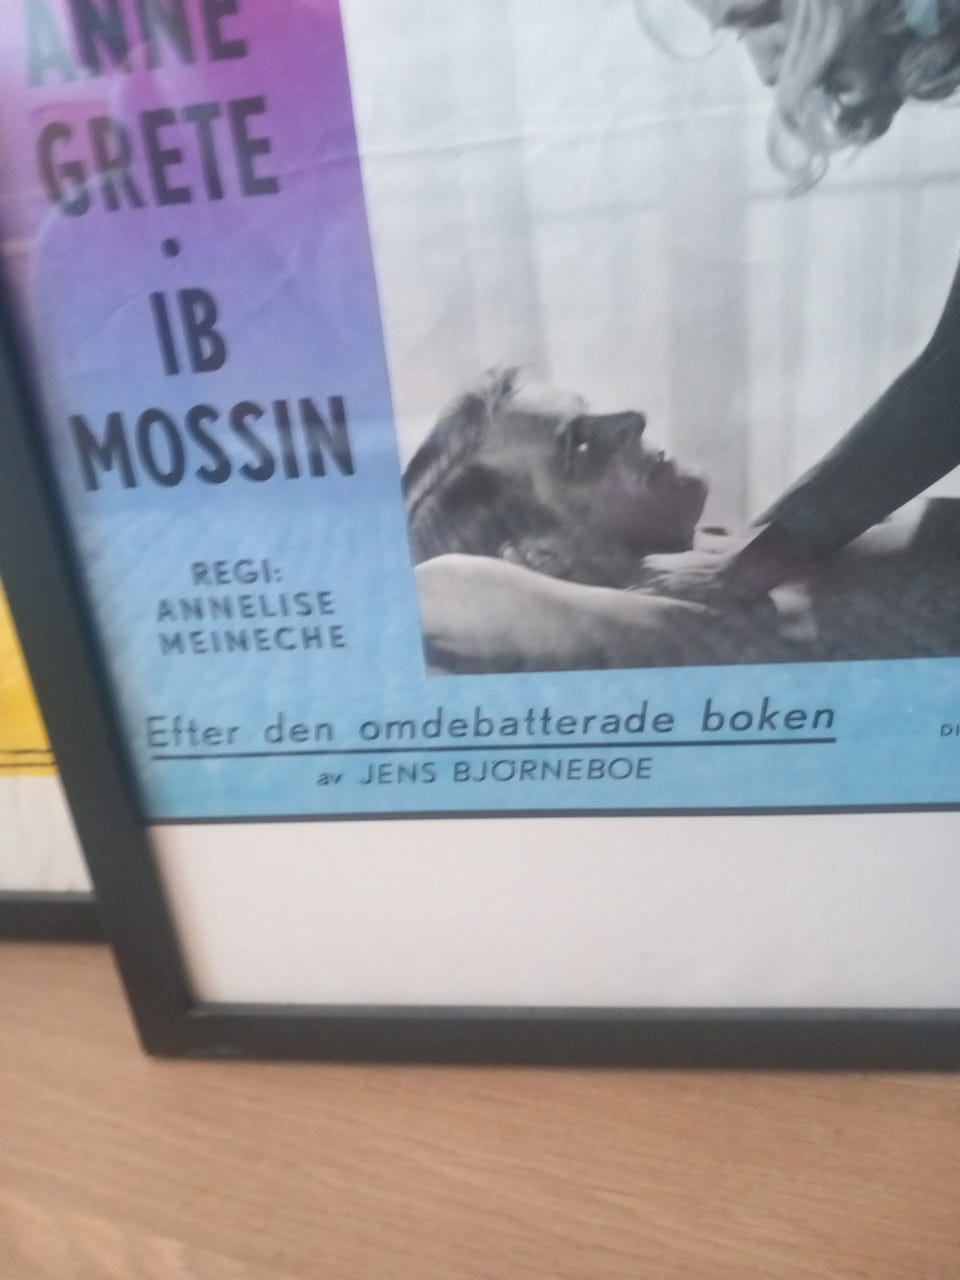 ANNE
GRETE
•
IB
MOSSIN
REGI:
ANNELISE
MEINECHE
Efter den omdebatterade boken
av JENS BJÖRNEBOE